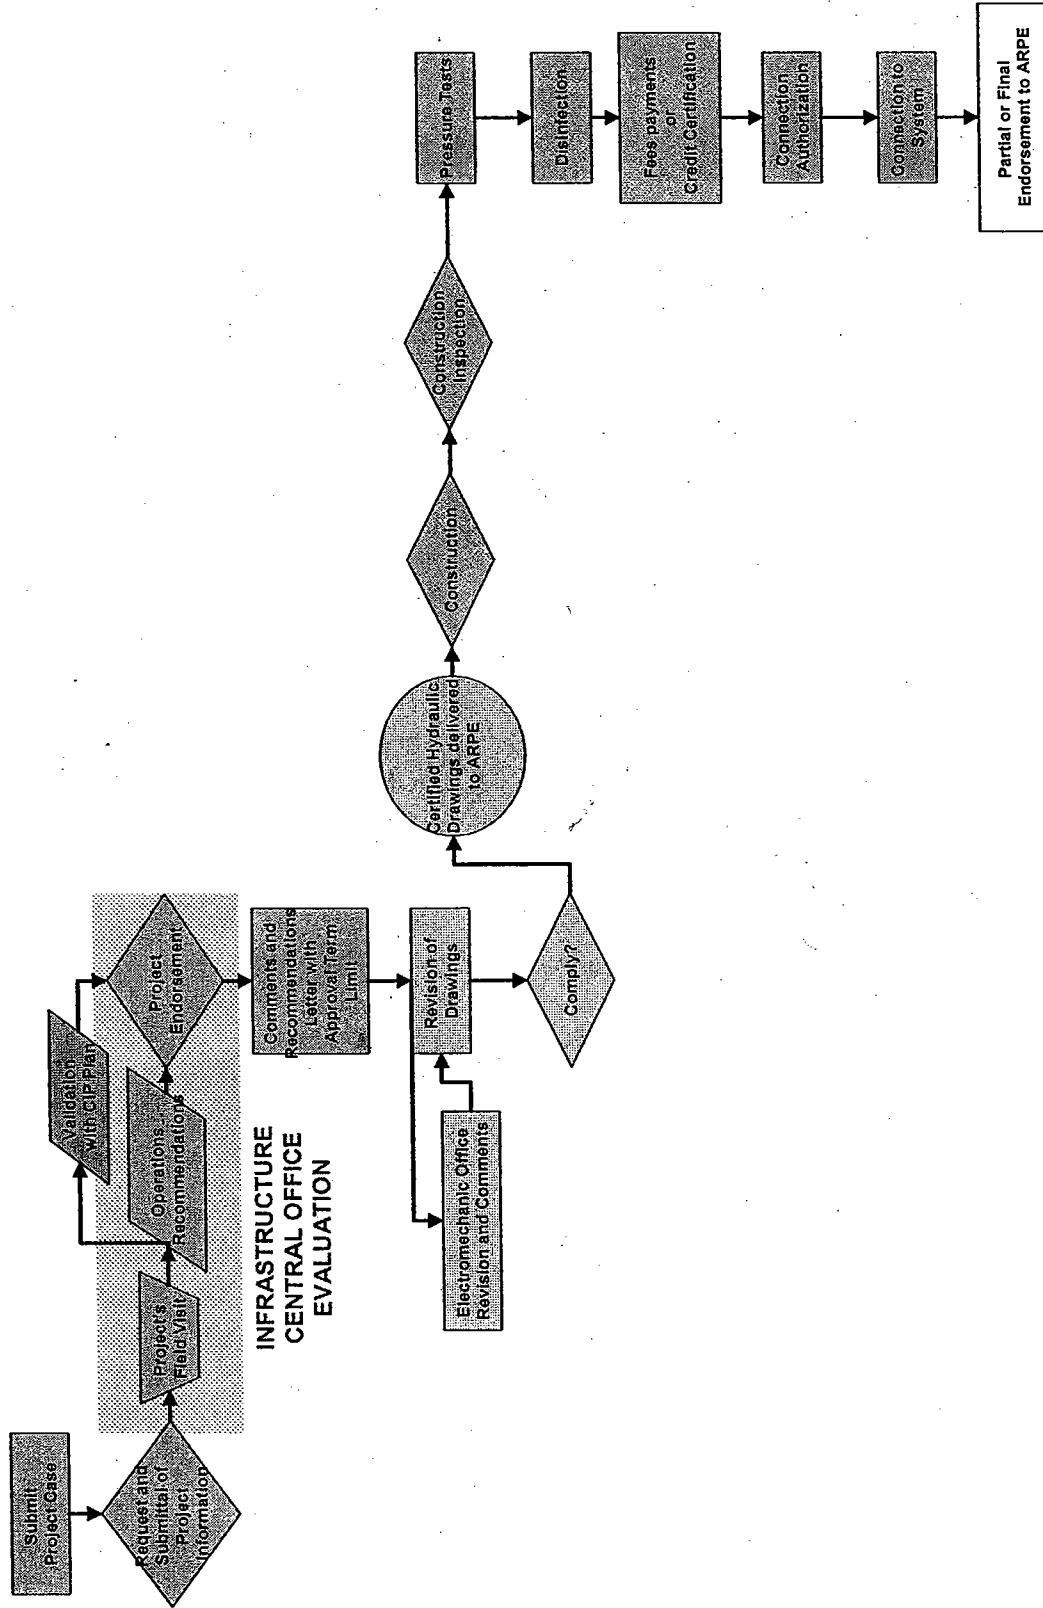 Submit
Project Case
Request and
Submittal of
Project
Information
Project's
Field Visit
Operations
Recommendations
Validation
with CIP Plan
Project
Endorsement
INFRASTRUCTURE
CENTRAL OFFICE
EVALUATION
Comments and
Recommendations
Letter with
Approval Term
Limit
Revision of
Drawings
Electromechanic Office
Revision and Comments
Comply?
Certified Hydraulic
Drawings delivered
to ARPE
Construction
Construction
Inspection
Pressure Tests
Disinfection
Fees payments
or
Credit Certification
Connection
Authorization
Connection to
System
Partial or Final
Endorsement to ARPE